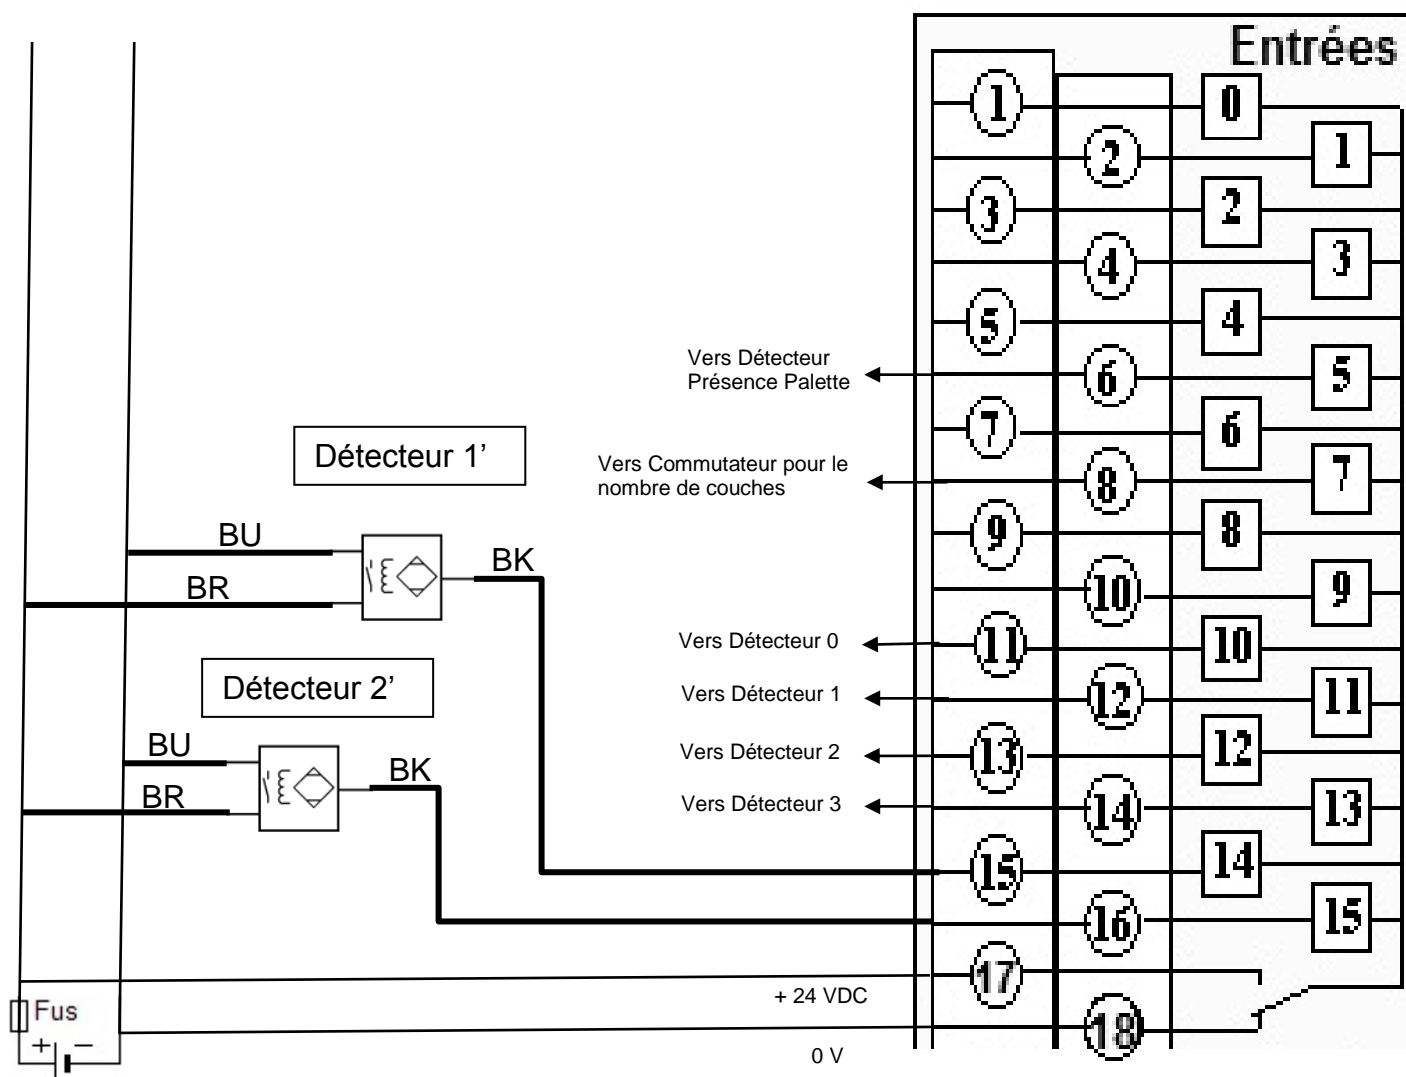 Entrées
1
0
2
1
3
2
4
3
5
4
Vers Détecteur
Présence Palette
6
5
7
6
Détecteur 1'
Vers Commutateur pour le
nombre de couches
8
7
9
8
BU
BK
BR
10
9
Vers Détecteur 0
11
10
Détecteur 2'
Vers Détecteur 1
12
11
BU
BK
BR
Vers Détecteur 2
13
12
Vers Détecteur 3
14
13
15
14
16
15
17
+ 24 VDC
Fus
18
+ –
0 V